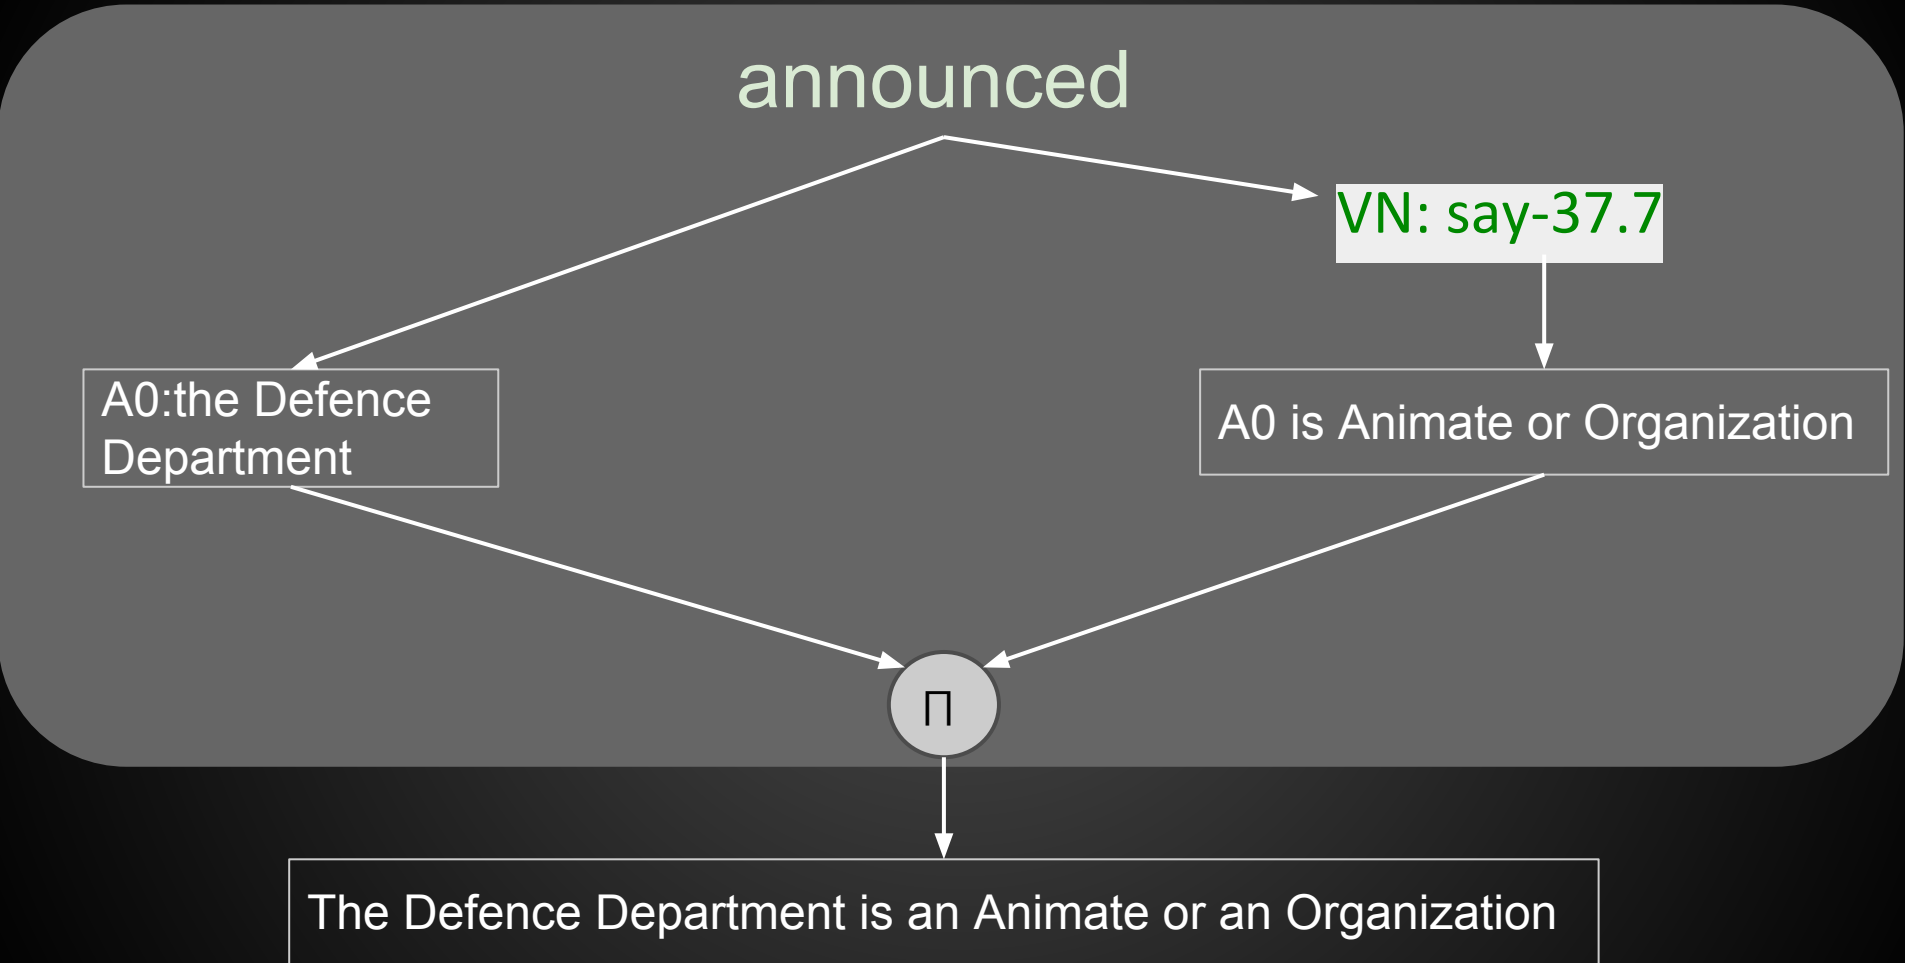 announced
VN: say-37.7
A0:the Defence
Department
A0 is Animate or Organization
Π
The Defence Department is an Animate or an Organization